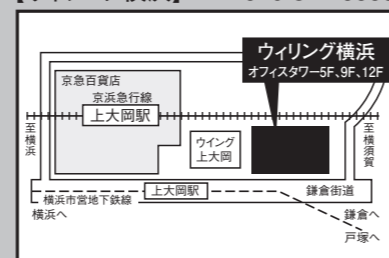 ウィリング横浜
オフィスタワー5F、9F、12F
京急百貨店
京浜急行線
上大岡駅
至横浜
至横須賀
ウイング
上大岡
上大岡駅
鎌倉街道
横浜市営地下鉄線
横浜へ
鎌倉へ
戸塚へ